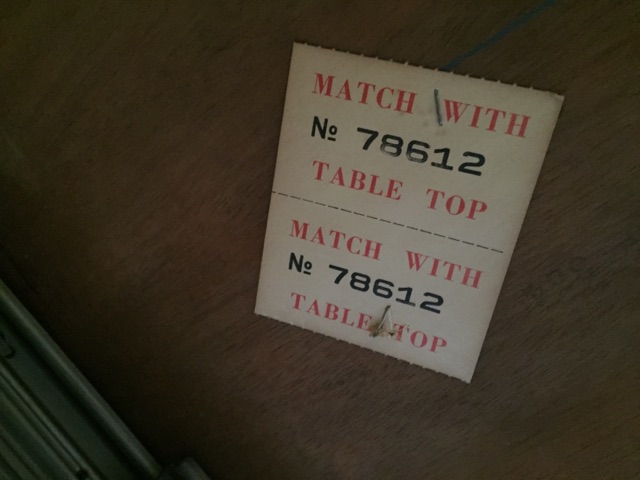 MATCH WITH
№ 78612
TABLE TOP
MATCH WITH
№ 78612
TABLE TOP